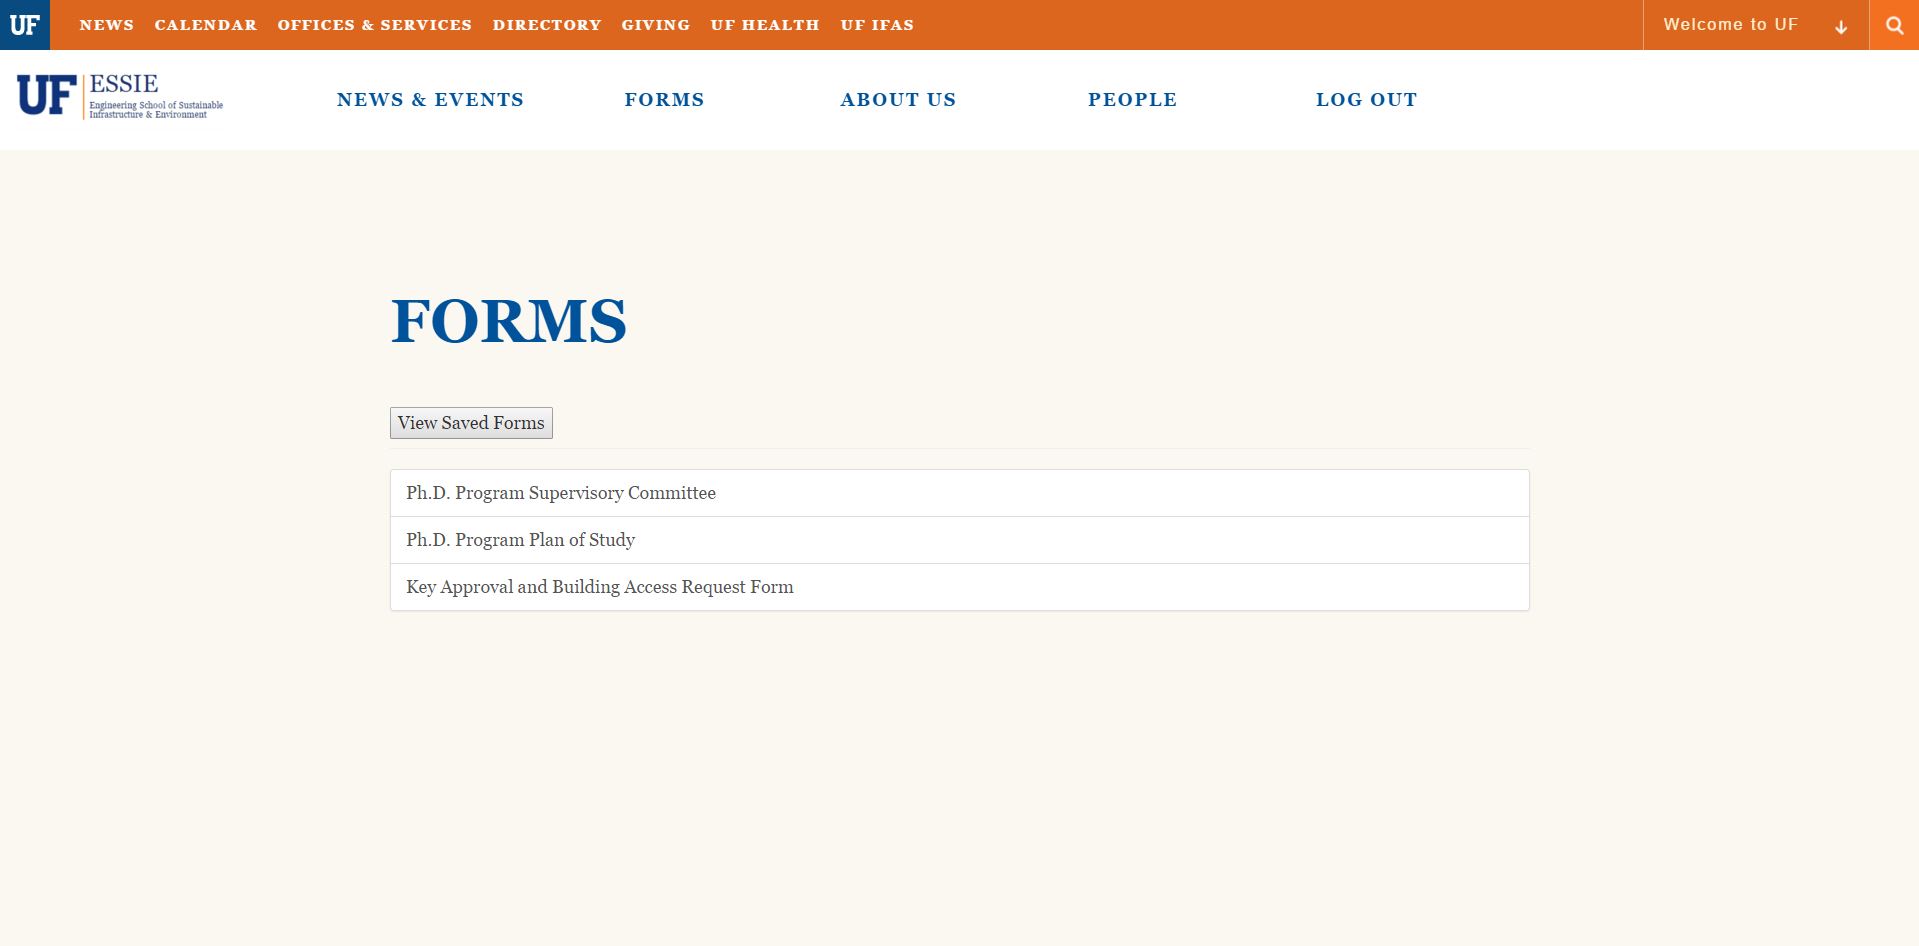 UF NEWS CALENDAR OFFICES & SERVICES DIRECTORY GIVING UF HEALTH UF IFAS Welcome to UF
UF ESSIE
Engineering School of Sustainable
Infrastructure & Environment
NEWS & EVENTS FORMS ABOUT US PEOPLE LOG OUT
FORMS
View Saved Forms
Ph.D. Program Supervisory Committee
Ph.D. Program Plan of Study
Key Approval and Building Access Request Form